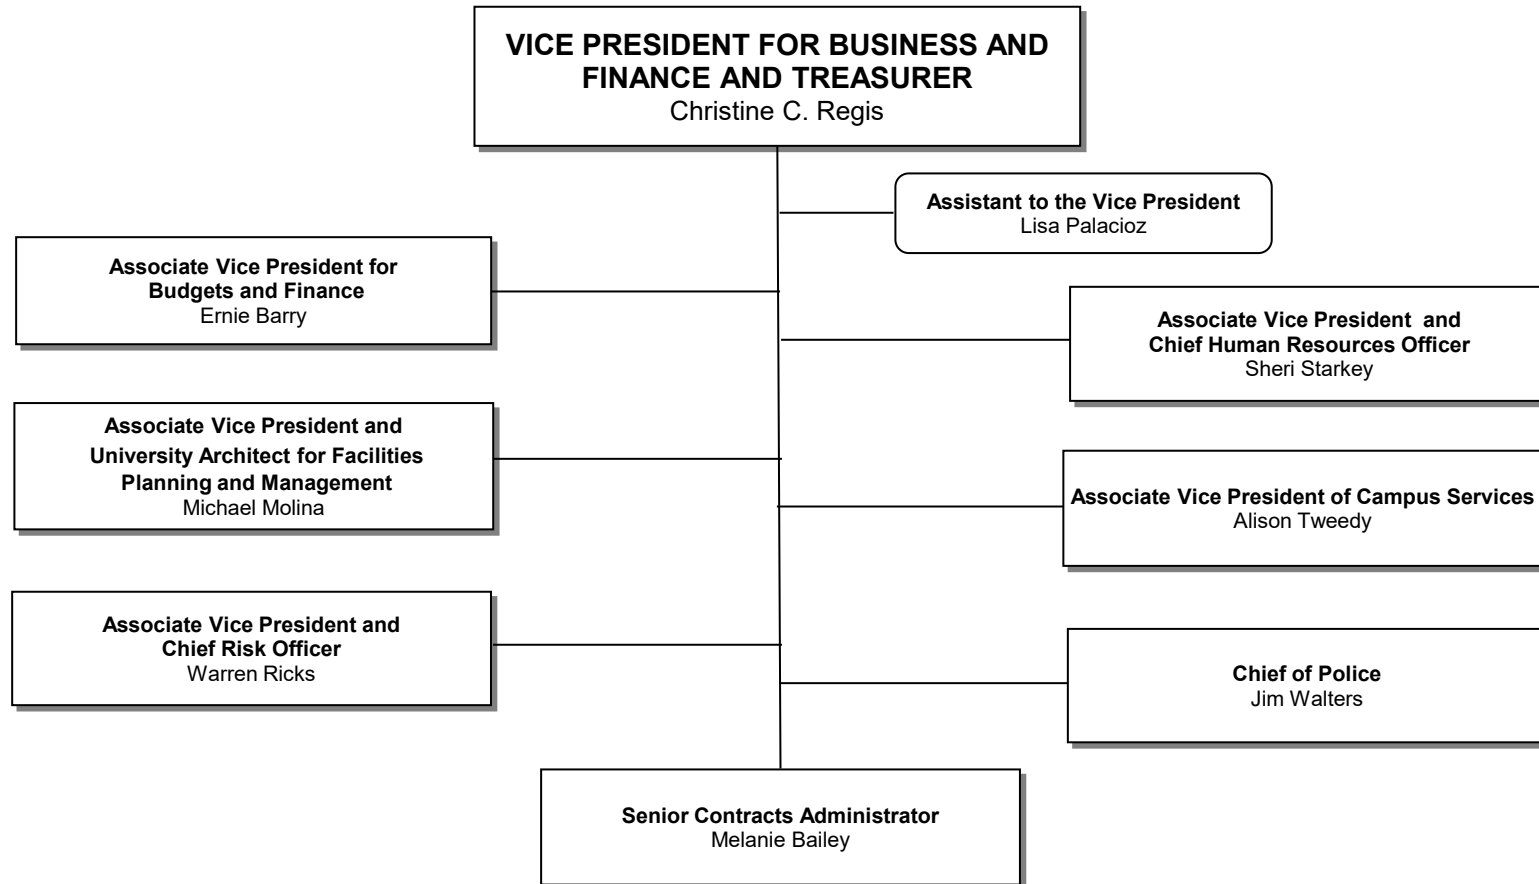 VICE PRESIDENT FOR BUSINESS AND
FINANCE AND TREASURER
Christine C. Regis
Assistant to the Vice President
Lisa Palacioz
Associate Vice President for
Budgets and Finance
Ernie Barry
Associate Vice President and
Chief Human Resources Officer
Sheri Starkey
Associate Vice President and
University Architect for Facilities
Planning and Management
Michael Molina
Associate Vice President of Campus Services
Alison Tweedy
Associate Vice President and
Chief Risk Officer
Warren Ricks
Chief of Police
Jim Walters
Senior Contracts Administrator
Melanie Bailey